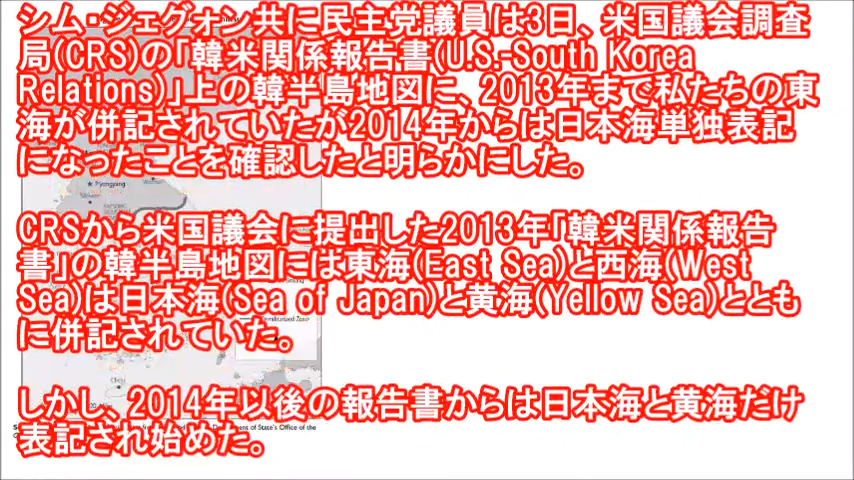 シム・ジェグォン共に民主党議員は3日、米国議会調査
局(CRS)の「韓米関係報告書(U.S.-South Korea
Relations)」上の韓半島地図に、2013年まで私たちの東
海が併記されていたが2014年からは日本海単独表記
になったことを確認したと明らかにした。
CRSから米国議会に提出した2013年「韓米関係報告
書」の韓半島地図には東海(East Sea)と西海(West
Sea)は日本海(Sea of Japan)と黄海(Yellow Sea)ととも
に併記されていた。
しかし、2014年以後の報告書からは日本海と黄海だけ
表記され始めた。